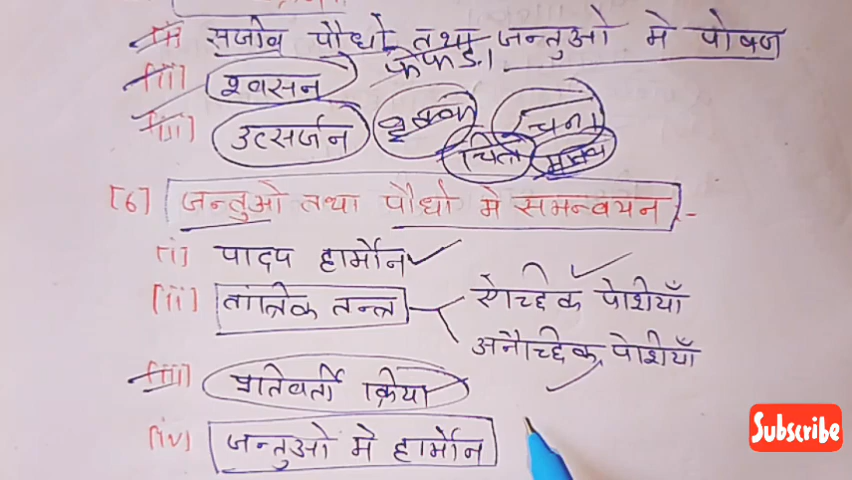 (i) सजीव पौधो तथा जन्तुओ मे पोषण
(ii) श्वसन फेफडा
(iii) उत्सर्जन वृक्क रचना
चित्र
[6] जन्तुओ तथा पौधो मे समन्वयन :-
(i) पादप हार्मोन
(ii) तांत्रिक तन्त्र ऐच्छिक पेशियाँ
अनैच्छिक पेशियाँ
(iii) प्रतिवर्ती क्रिया
(iv) जन्तुओ मे हार्मोन
Subscribe